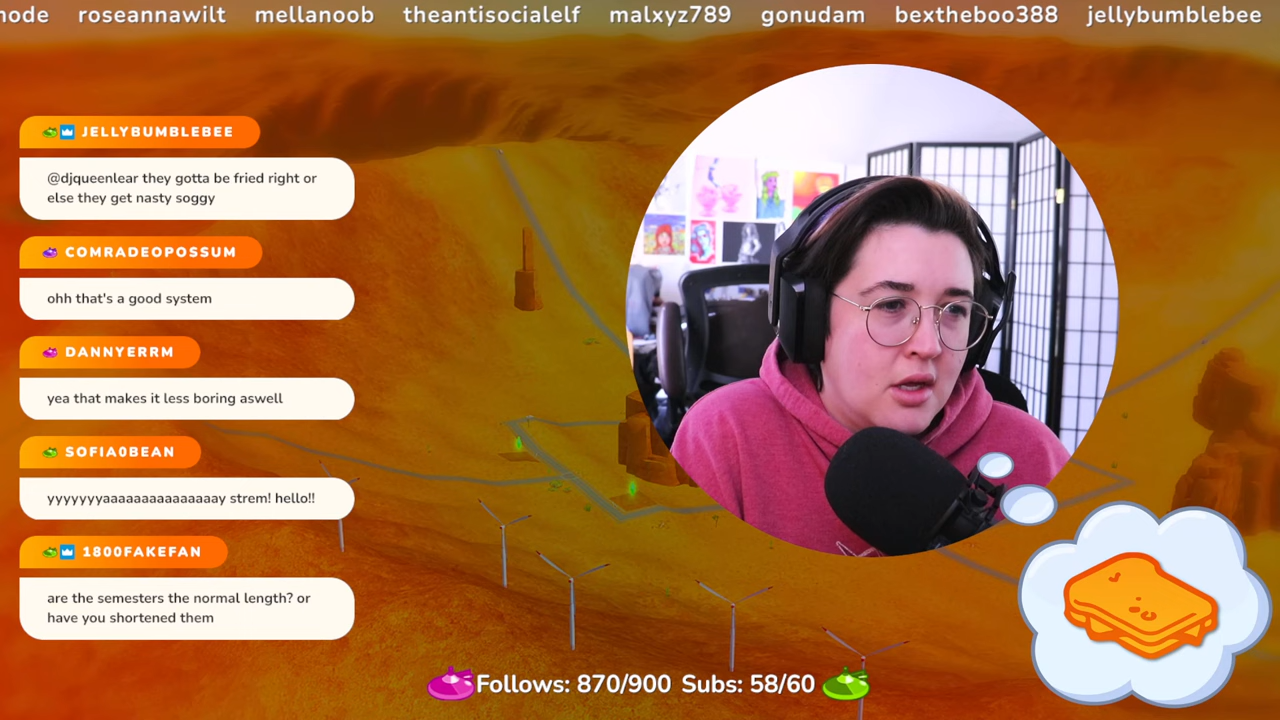 node roseannawilt mellanoob theantisocialelf malxyz789 gonudam bextheboo388 jellybumblebee
JELLYBUMBLEBEE
@djqueenlear they gotta be fried right or
else they get nasty soggy
COMRADEOPOSSUM
ohh that's a good system
DANNYERRM
yea that makes it less boring aswell
SOFIA0BEAN
yyyyyyyaaaaaaaaaaaaaaay strem! hello!!
1800FAKEFAN
are the semesters the normal length? or
have you shortened them
Follows: 870/900 Subs: 58/60